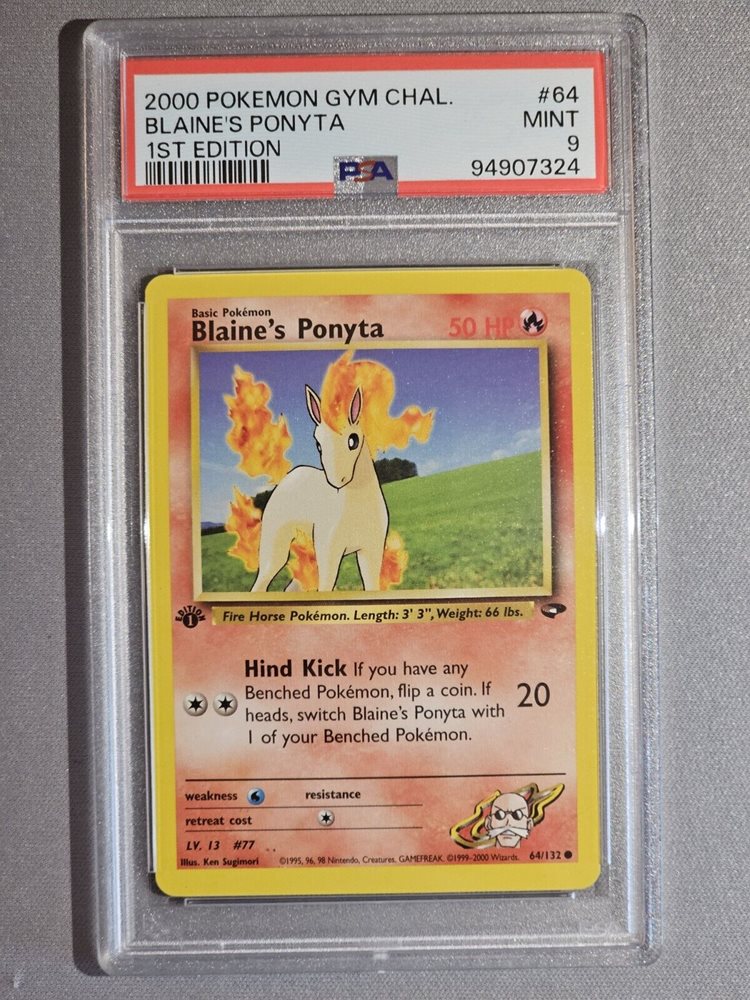 2000 POKEMON GYM CHAL. #64
BLAINE'S PONYTA MINT
1ST EDITION 9
PSA 94907324
Basic Pokémon
Blaine's Ponyta 50 HP
EDITION 1
Fire Horse Pokémon. Length: 3' 3", Weight: 66 lbs.
Hind Kick If you have any
Benched Pokémon, flip a coin. If
heads, switch Blaine's Ponyta with
1 of your Benched Pokémon.
20
weakness resistance
retreat cost
LV. 13 #77
Illus. Ken Sugimori ©1995, 96, 98 Nintendo, Creatures, GAMEFREAK. ©1999-2000 Wizards. 64/132